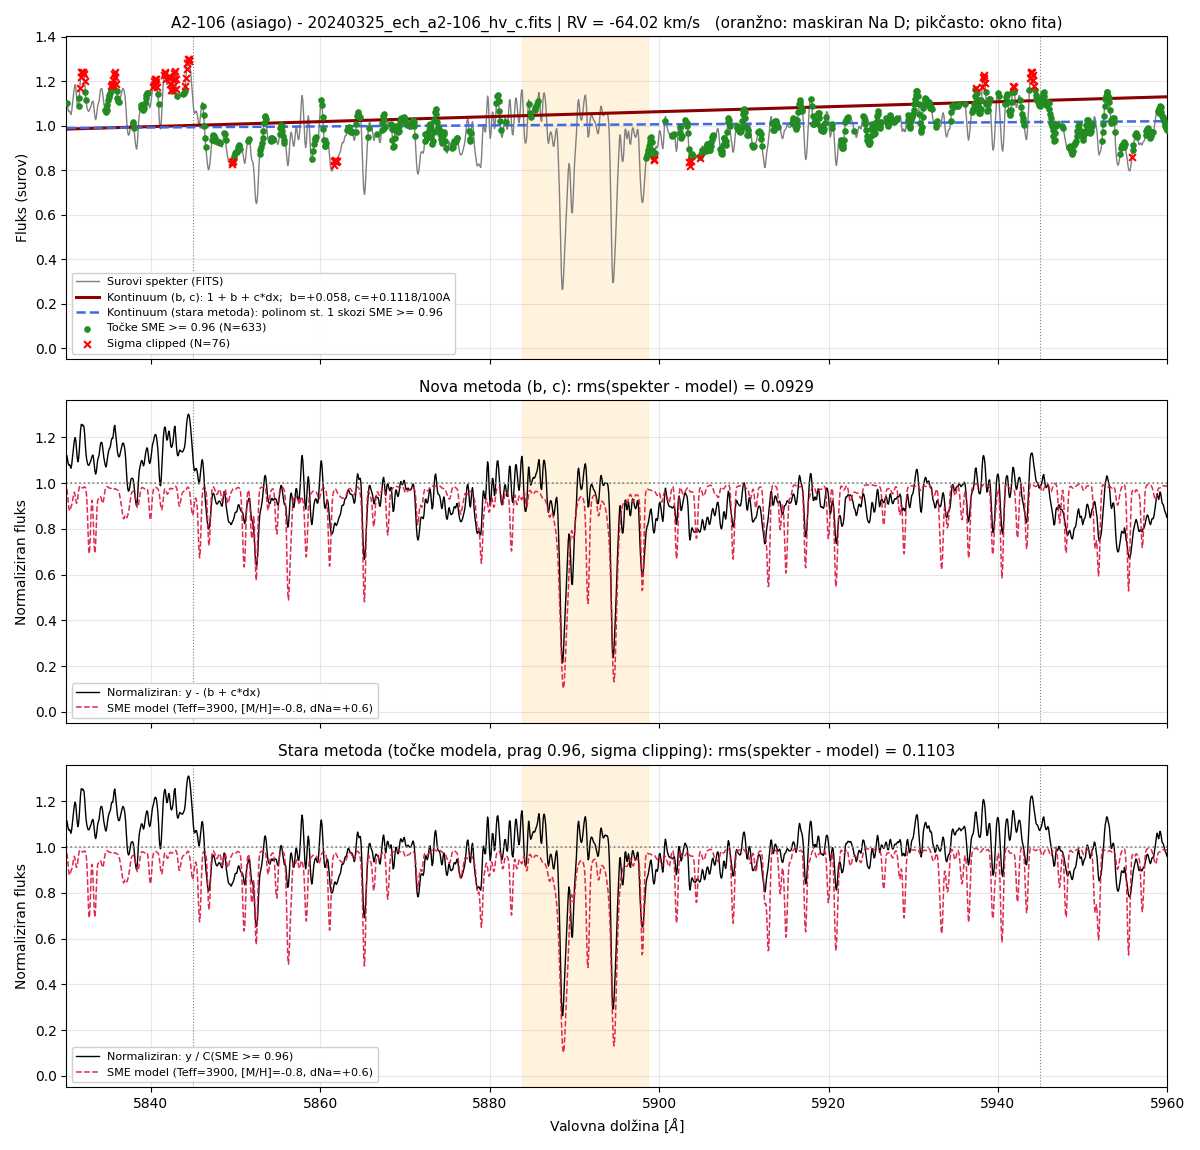 A2-106 (asiago) - 20240325_ech_a2-106_hv_c.fits | RV = -64.02 km/s   (oranžno: maskiran Na D; pikčasto: okno fita)
1.4
1.2
1.0
0.8
0.6
0.4
0.2
0.0
Fluks (surov)
Surovi spekter (FITS)
Kontinuum (b, c): 1 + b + c*dx;  b=+0.058, c=+0.1118/100A
Kontinuum (stara metoda): polinom st. 1 skozi SME >= 0.96
Točke SME >= 0.96 (N=633)
Sigma clipped (N=76)
Nova metoda (b, c): rms(spekter - model) = 0.0929
1.2
1.0
0.8
0.6
0.4
0.2
0.0
Normaliziran fluks
Normaliziran: y - (b + c*dx)
SME model (Teff=3900, [M/H]=-0.8, dNa=+0.6)
Stara metoda (točke modela, prag 0.96, sigma clipping): rms(spekter - model) = 0.1103
1.2
1.0
0.8
0.6
0.4
0.2
0.0
Normaliziran fluks
Normaliziran: y / C(SME >= 0.96)
SME model (Teff=3900, [M/H]=-0.8, dNa=+0.6)
5840 5860 5880 5900 5920 5940 5960
Valovna dolžina [Å]